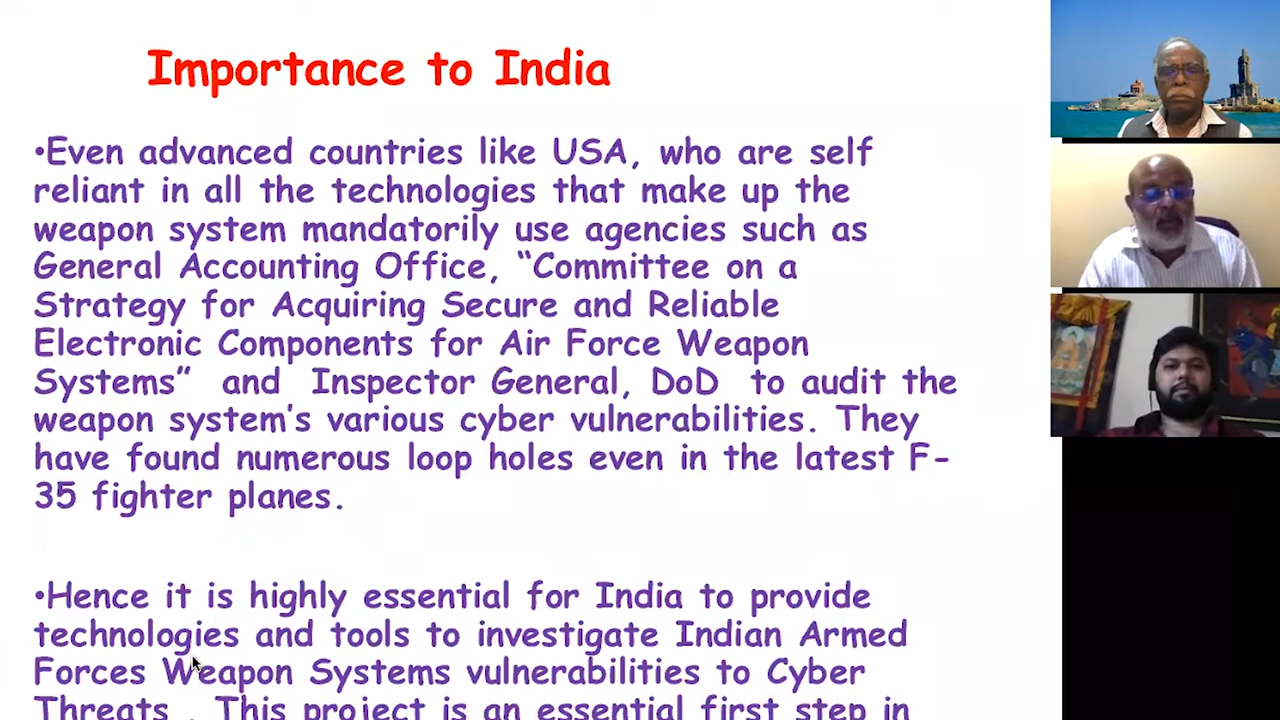 Importance to India
•Even advanced countries like USA, who are self
reliant in all the technologies that make up the
weapon system mandatorily use agencies such as
General Accounting Office, “Committee on a
Strategy for Acquiring Secure and Reliable
Electronic Components for Air Force Weapon
Systems” and Inspector General, DoD to audit the
weapon system's various cyber vulnerabilities. They
have found numerous loop holes even in the latest F-
35 fighter planes.
•Hence it is highly essential for India to provide
technologies and tools to investigate Indian Armed
Forces Weapon Systems vulnerabilities to Cyber
Threats . This project is an essential first step in